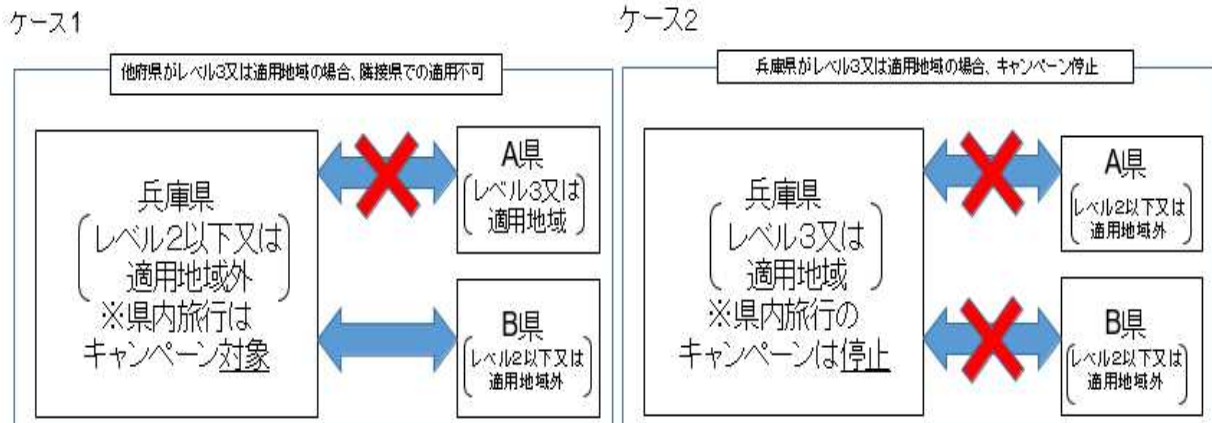 ケース1
他府県がレベル3又は適用地域の場合、隣接県での適用不可
兵庫県
(レベル2以下又は
適用地域外)
※県内旅行は
キャンペーン対象
A県
(レベル3又は
適用地域)
B県
(レベル2以下又は
適用地域外)
ケース2
兵庫県がレベル3又は適用地域の場合、キャンペーン停止
兵庫県
(レベル3又は
適用地域)
※県内旅行の
キャンペーンは停止
A県
(レベル2以下又は
適用地域外)
B県
(レベル2以下又は
適用地域外)